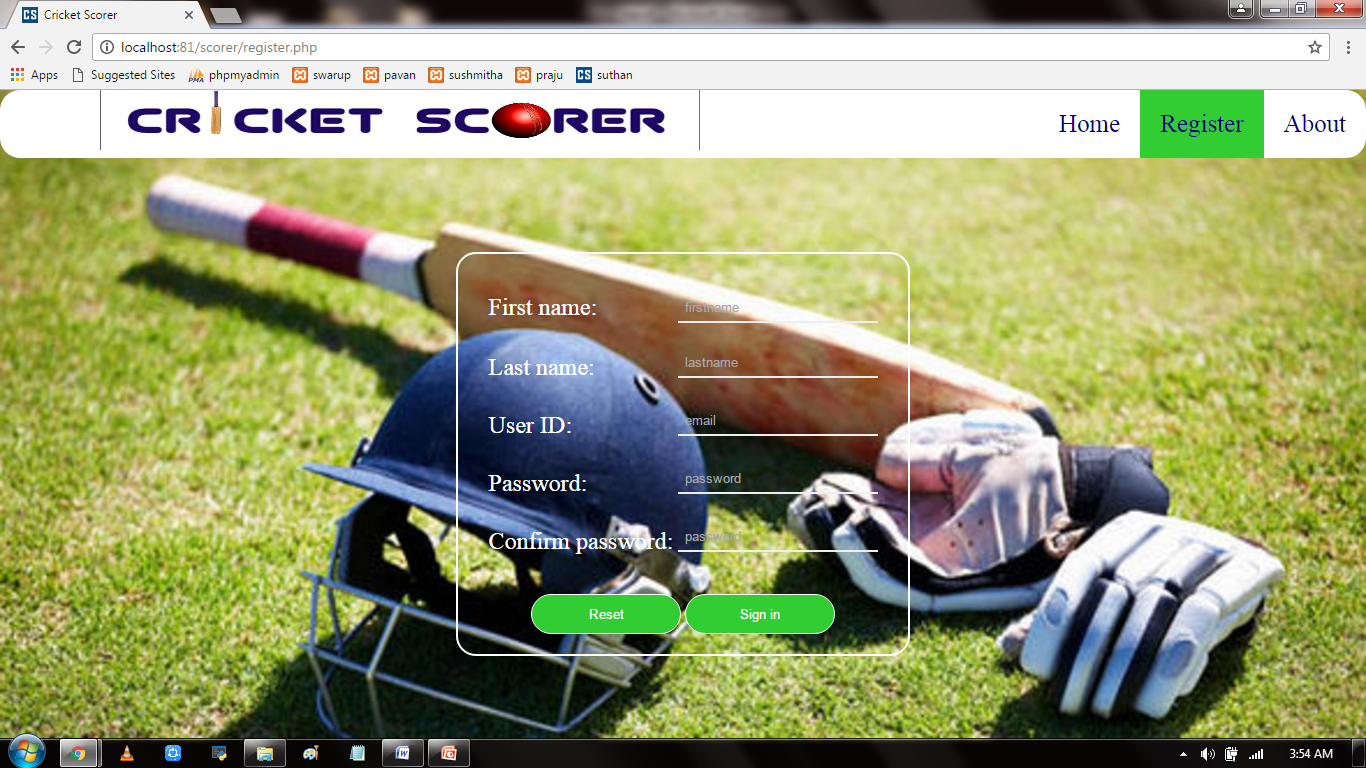 Cricket Scorer
localhost:81/scorer/register.php
Apps Suggested Sites phpmyadmin swarup pavan sushmitha praju suthan
CRICKET SCORER
Home Register About
First name: firstname
Last name: lastname
User ID: email
Password: password
Confirm password: password
Reset Sign in
3:54 AM